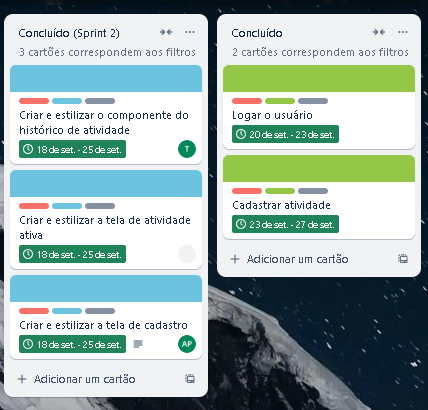 Concluído (Sprint 2)
3 cartões correspondem aos filtros
Criar e estilizar o componente do
histórico de atividade
18 de set. - 25 de set.
T
Criar e estilizar a tela de atividade
ativa
18 de set. - 25 de set.
Criar e estilizar a tela de cadastro
18 de set. - 25 de set.
AP
+ Adicionar um cartão
Concluído
2 cartões correspondem aos filtros
Logar o usuário
20 de set. - 23 de set.
Cadastrar atividade
23 de set. - 27 de set.
+ Adicionar um cartão